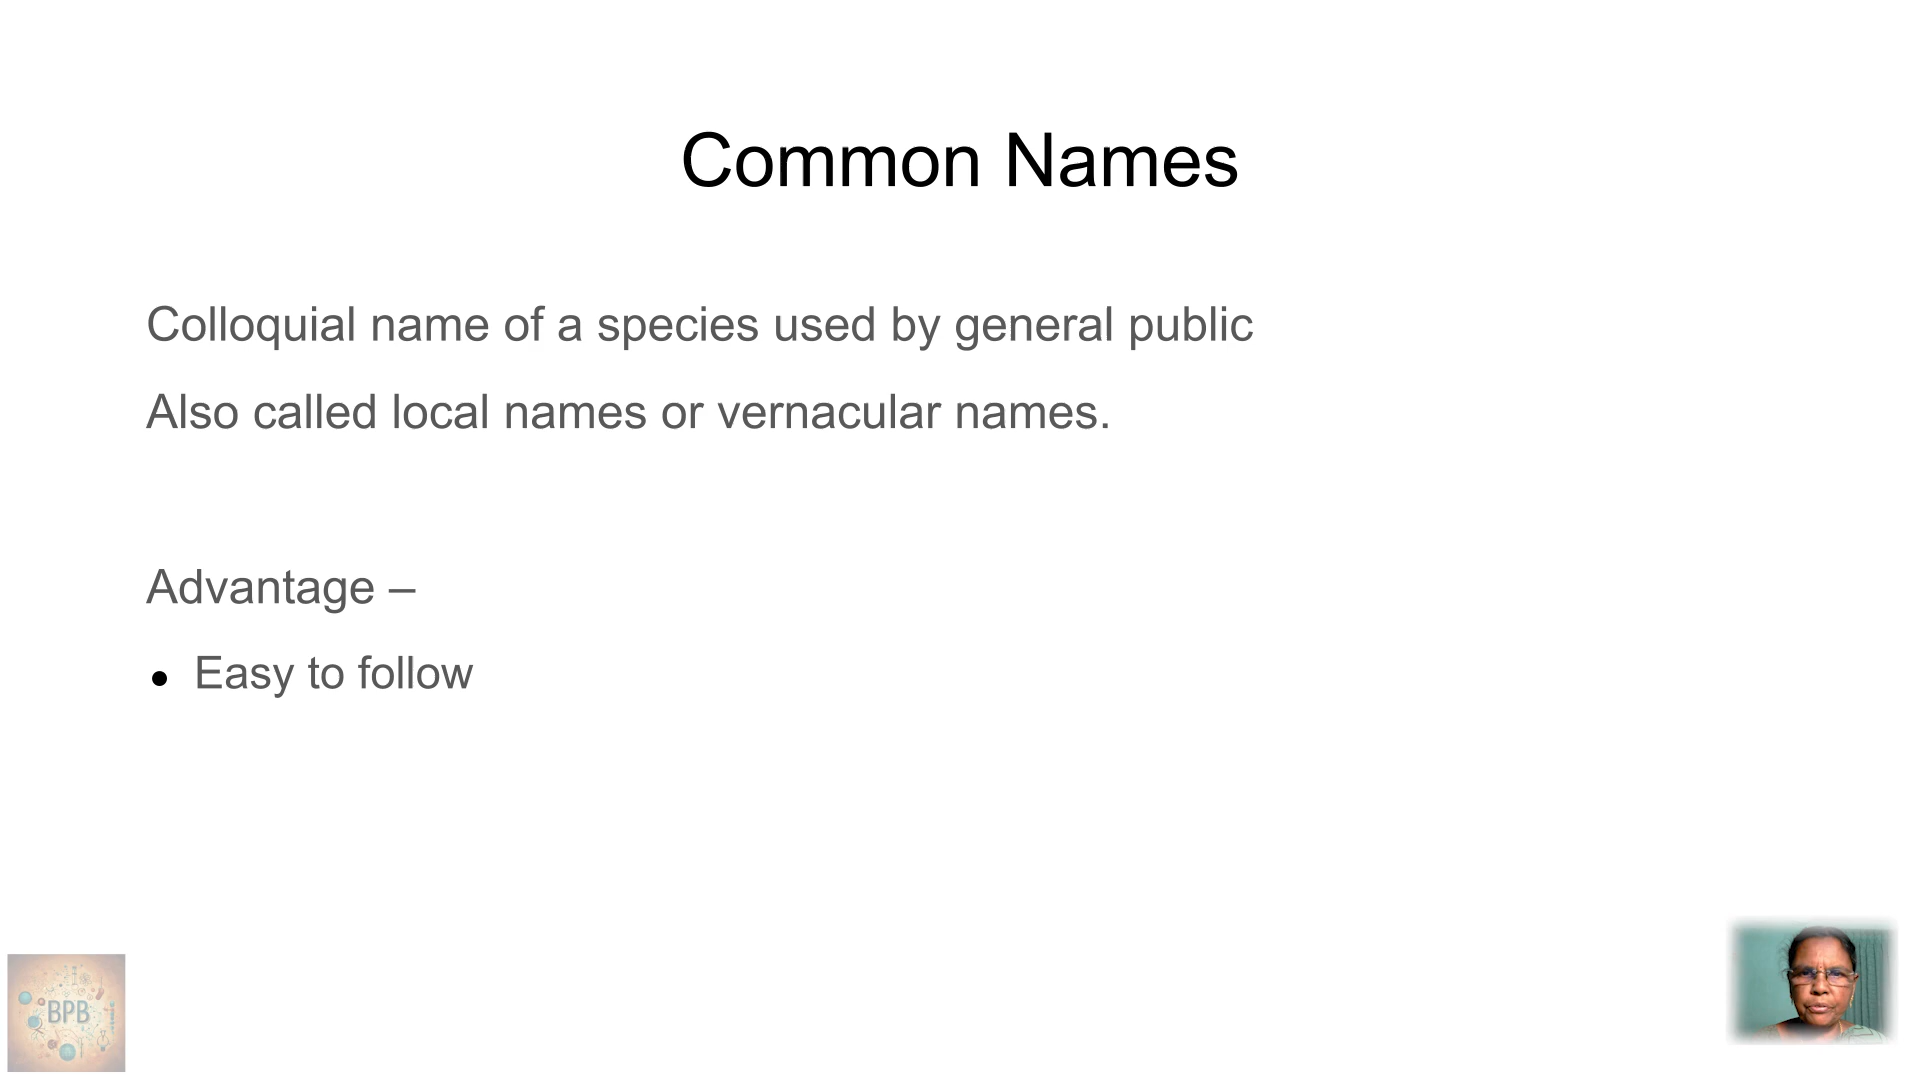 Common Names
Colloquial name of a species used by general public
Also called local names or vernacular names.
Advantage –
● Easy to follow
BPB